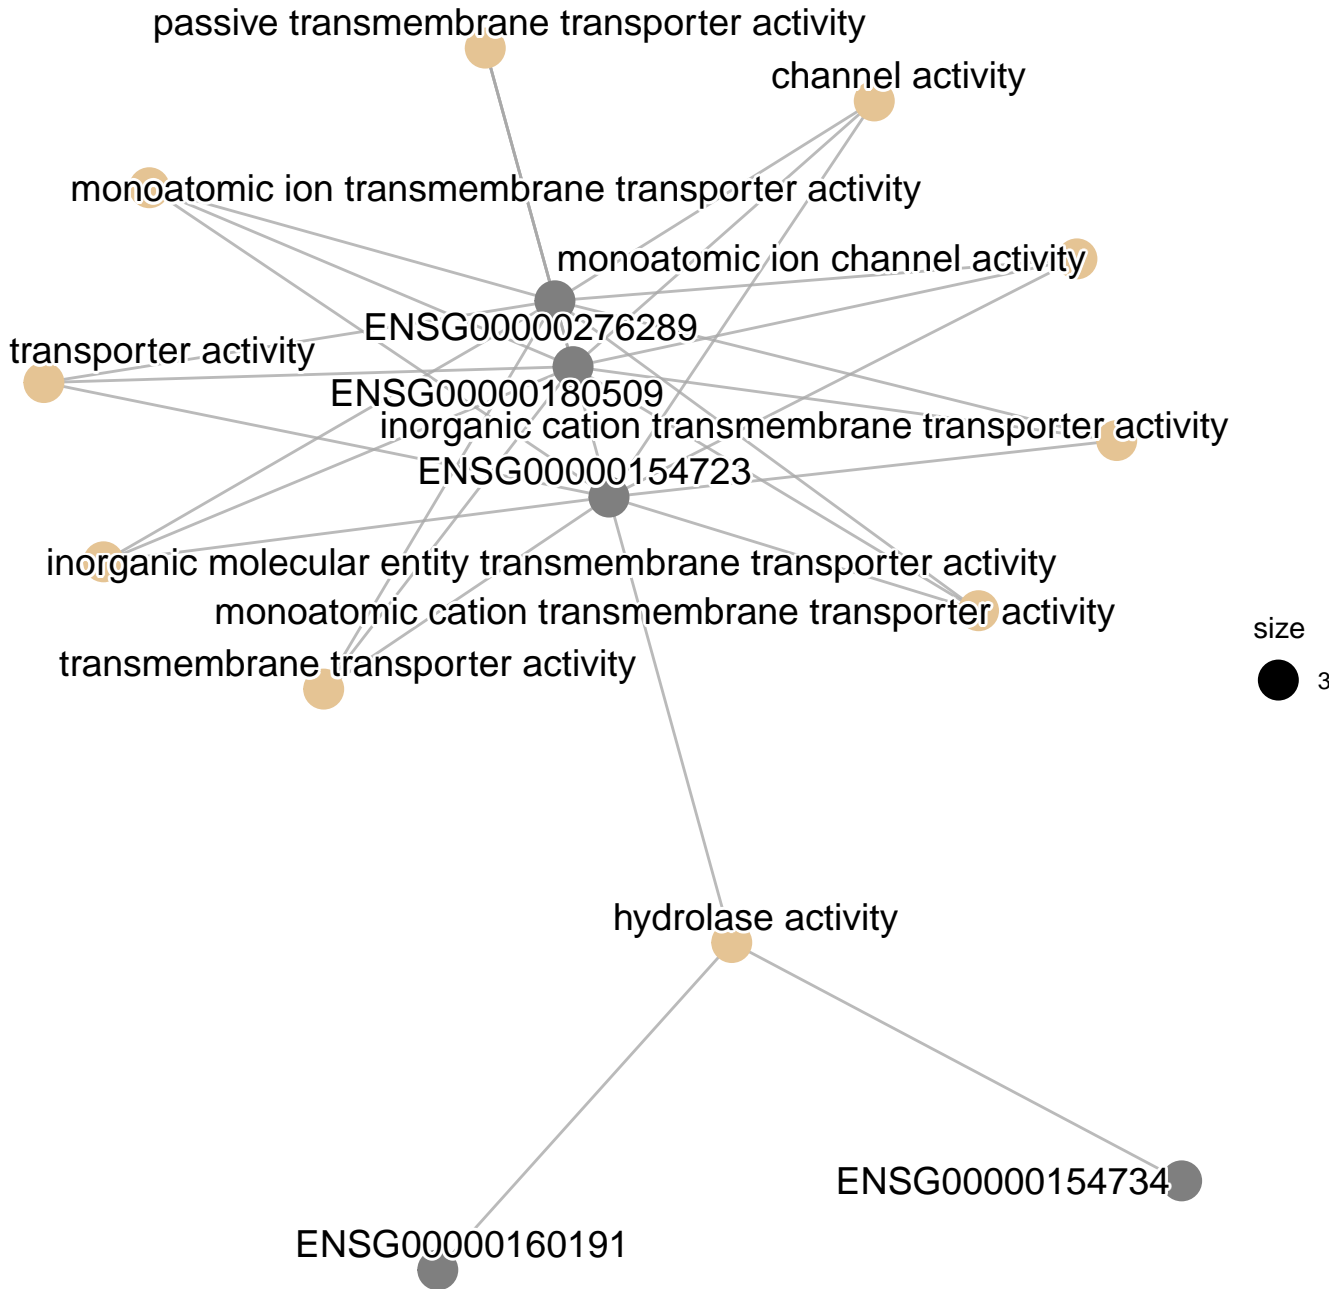 passive transmembrane transporter activity
channel activity
monoatomic ion transmembrane transporter activity
monoatomic ion channel activity
ENSG00000276289
transporter activity
ENSG00000180509
inorganic cation transmembrane transporter activity
ENSG00000154723
inorganic molecular entity transmembrane transporter activity
monoatomic cation transmembrane transporter activity
size
transmembrane transporter activity
3
hydrolase activity
ENSG00000154734
ENSG00000160191